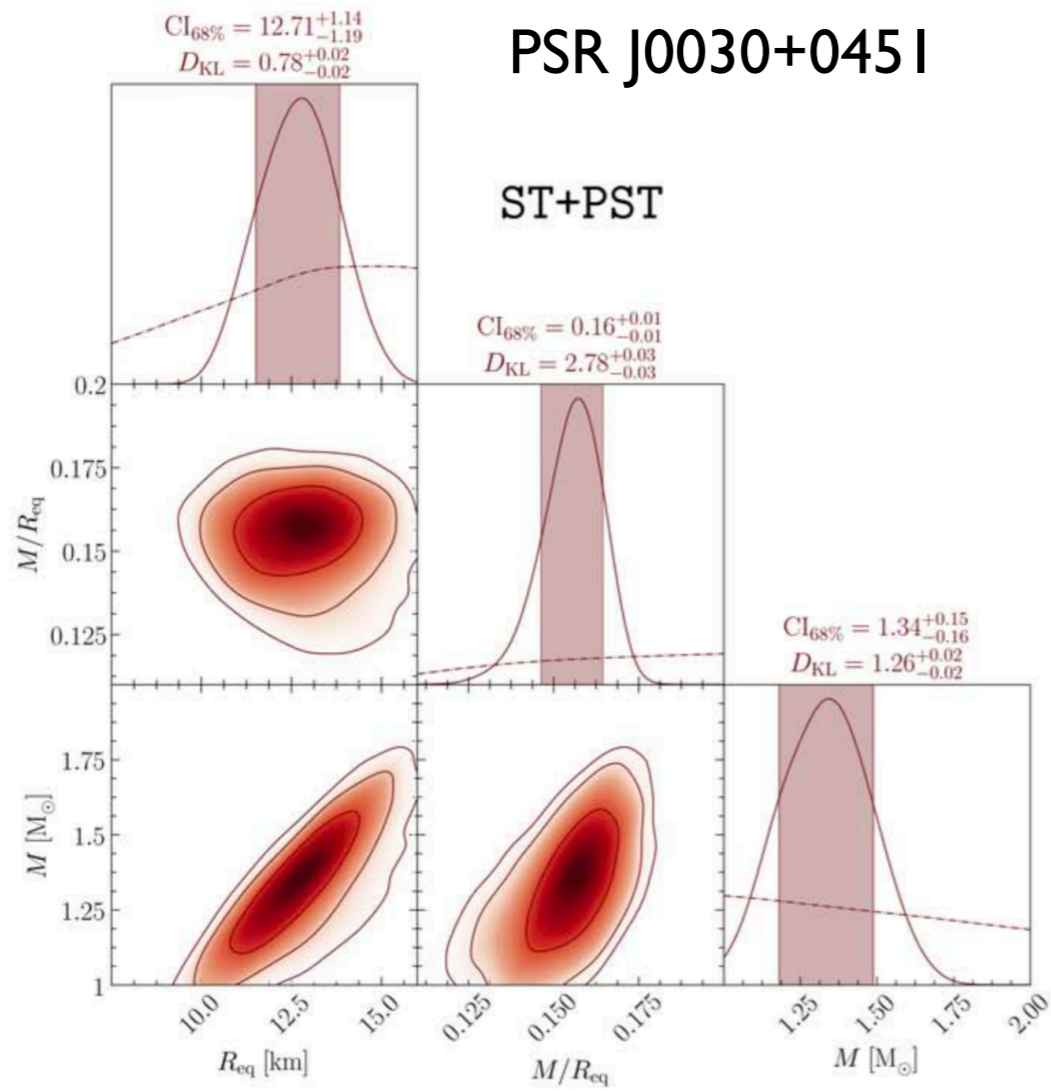 PSR J0030+0451
CI68% = 12.71+1.14−1.19
DKL = 0.78+0.02−0.02
ST+PST
CI68% = 0.16+0.01−0.01
DKL = 2.78+0.03−0.03
0.2
0.175
0.15
0.125
M/Req
CI68% = 1.34+0.15−0.16
DKL = 1.26+0.02−0.02
1.75
1.5
1.25
1
M [M⊙]
10.0 12.5 15.0
0.125 0.150 0.175
1.25 1.50 1.75 2.00
Req [km]
M/Req
M [M⊙]